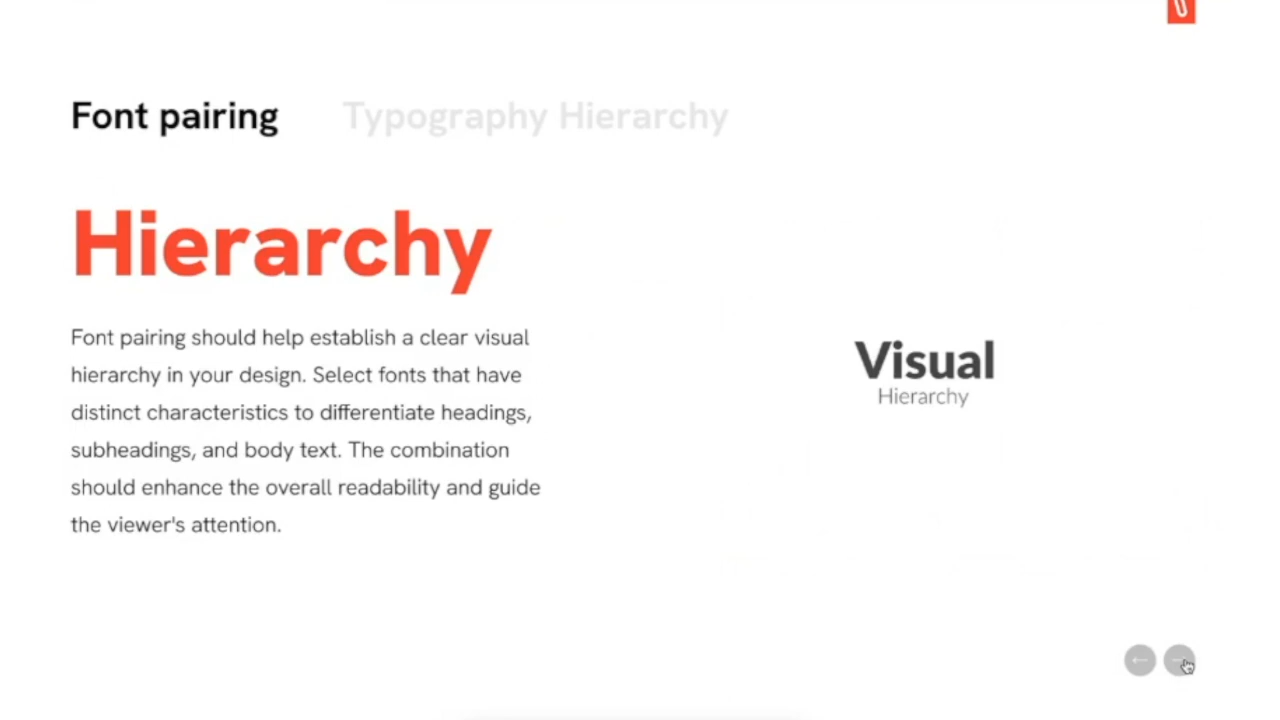 Font pairing Typography Hierarchy
Hierarchy
Font pairing should help establish a clear visual
hierarchy in your design. Select fonts that have
distinct characteristics to differentiate headings,
subheadings, and body text. The combination
should enhance the overall readability and guide
the viewer's attention.
Visual
Hierarchy